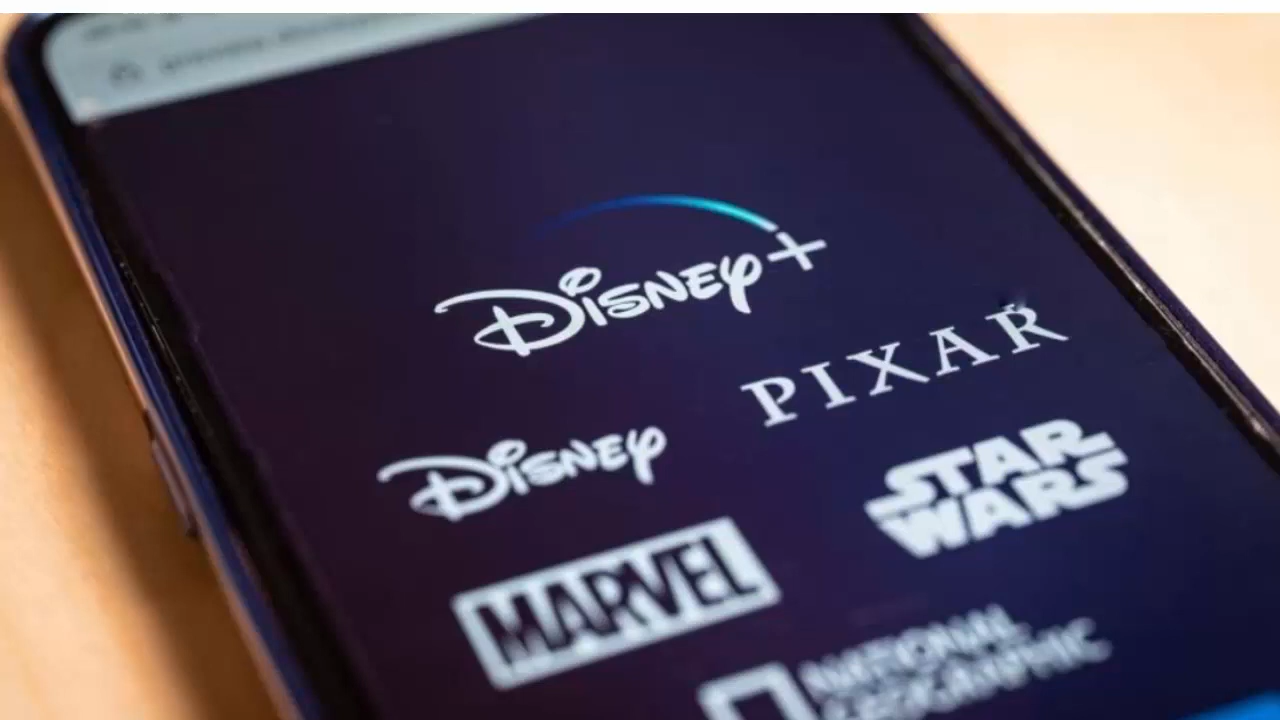 Disney+
PIXAR
Disney
STAR
WARS
MARVEL
NATIONAL
GEOGRAPHIC